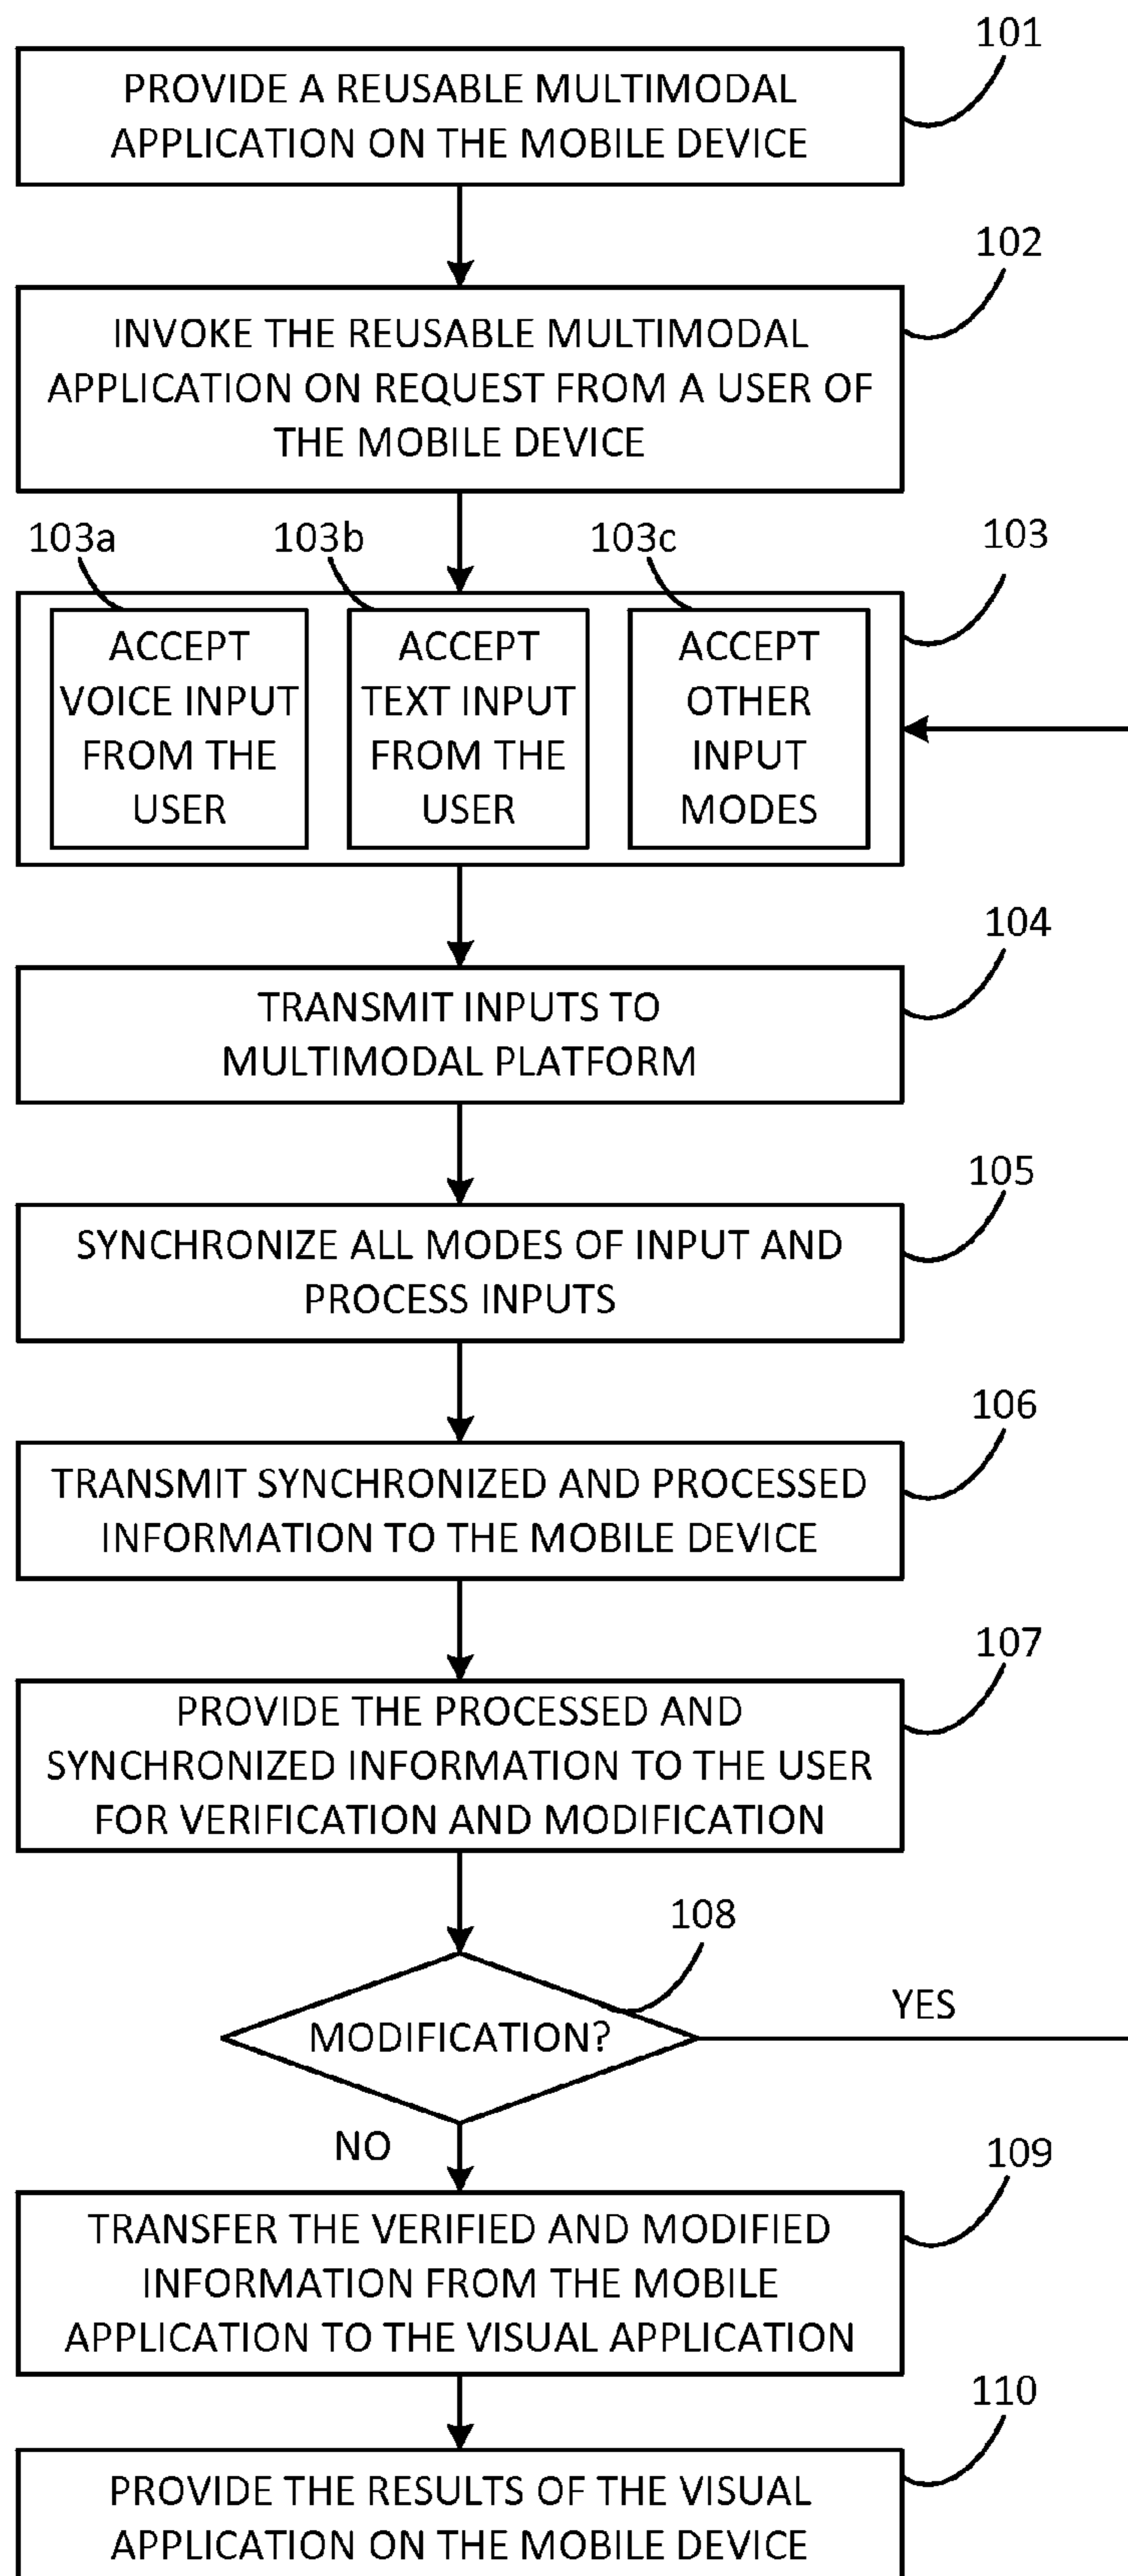 101
PROVIDE A REUSABLE MULTIMODAL
APPLICATION ON THE MOBILE DEVICE
102
INVOKE THE REUSABLE MULTIMODAL
APPLICATION ON REQUEST FROM A USER OF
THE MOBILE DEVICE
103
103a
103b
103c
ACCEPT
VOICE INPUT
FROM THE
USER
ACCEPT
TEXT INPUT
FROM THE
USER
ACCEPT
OTHER
INPUT
MODES
104
TRANSMIT INPUTS TO
MULTIMODAL PLATFORM
105
SYNCHRONIZE ALL MODES OF INPUT AND
PROCESS INPUTS
106
TRANSMIT SYNCHRONIZED AND PROCESSED
INFORMATION TO THE MOBILE DEVICE
107
PROVIDE THE PROCESSED AND
SYNCHRONIZED INFORMATION TO THE USER
FOR VERIFICATION AND MODIFICATION
108
MODIFICATION?
YES
NO
109
TRANSFER THE VERIFIED AND MODIFIED
INFORMATION FROM THE MOBILE
APPLICATION TO THE VISUAL APPLICATION
110
PROVIDE THE RESULTS OF THE VISUAL
APPLICATION ON THE MOBILE DEVICE